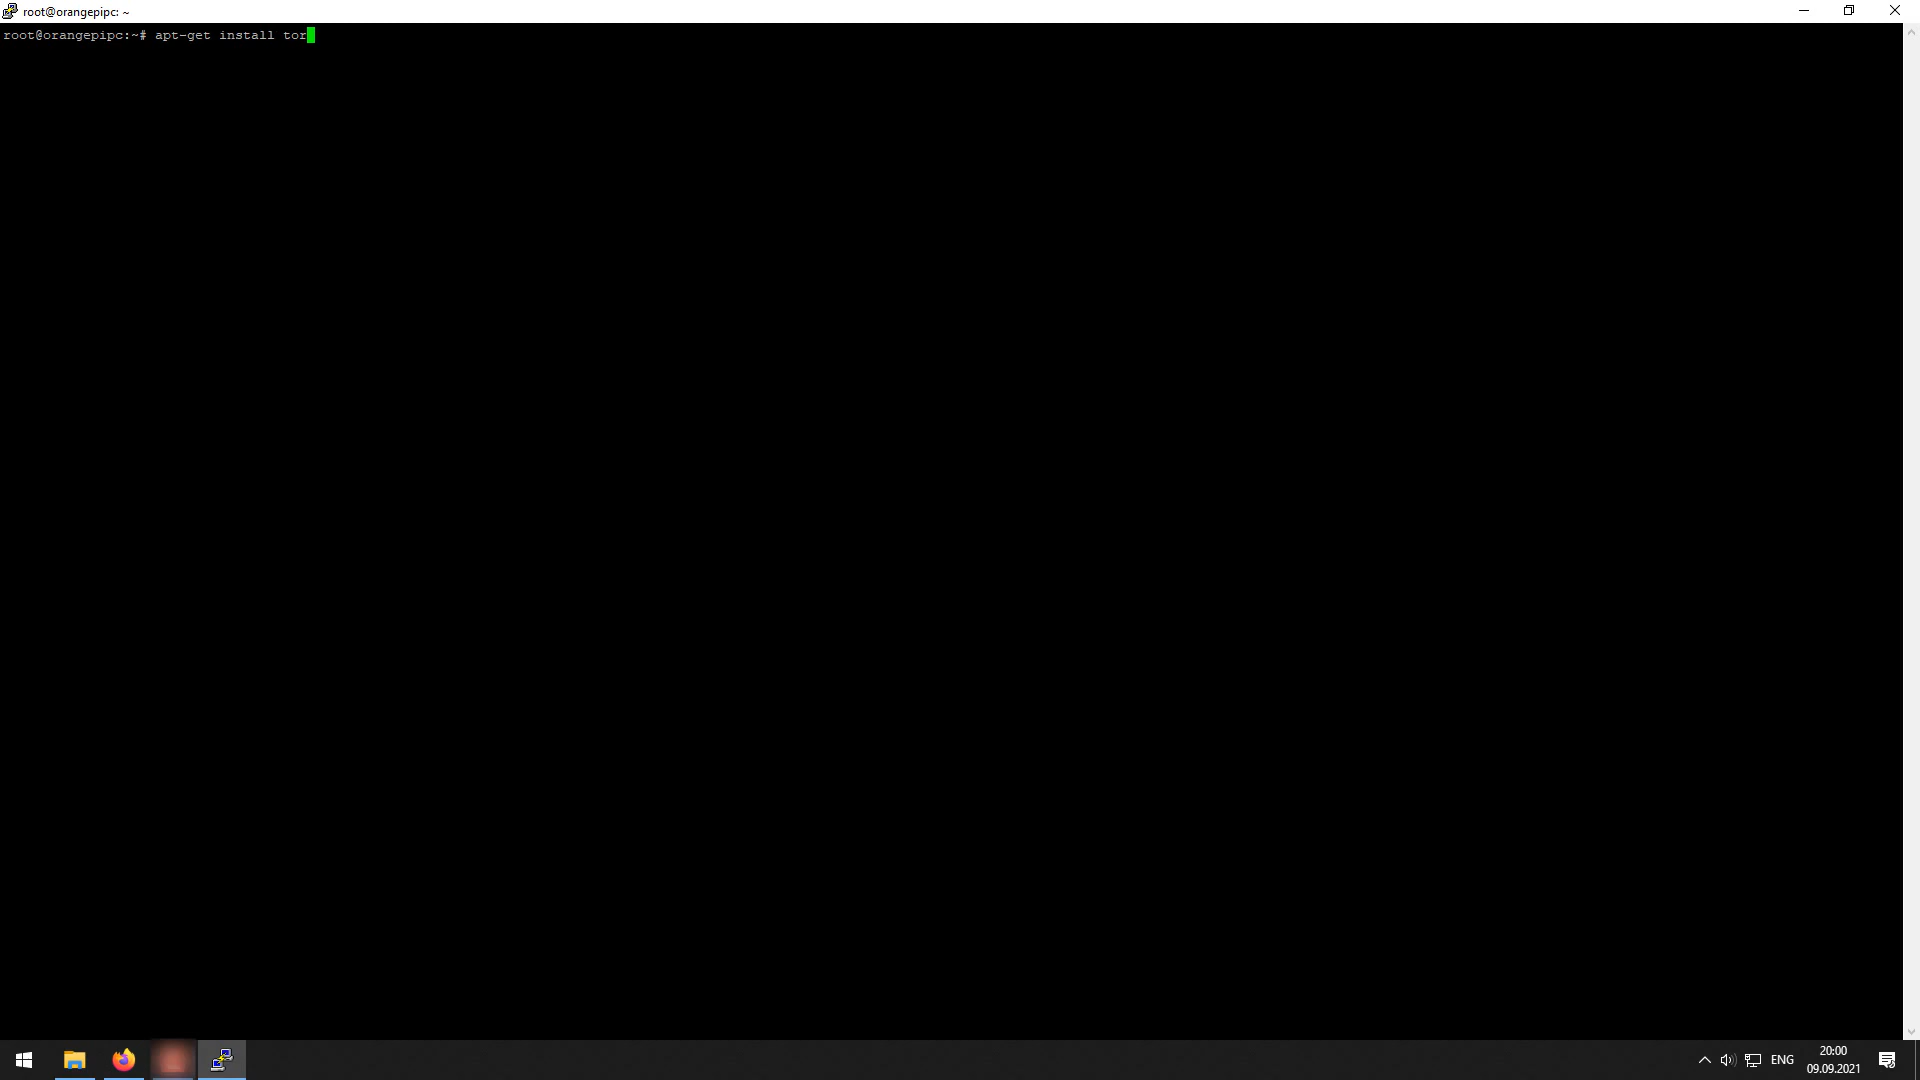 root@orangepipc: ~
root@orangepipc:~# apt-get install tor
ENG
20:00
09.09.2021